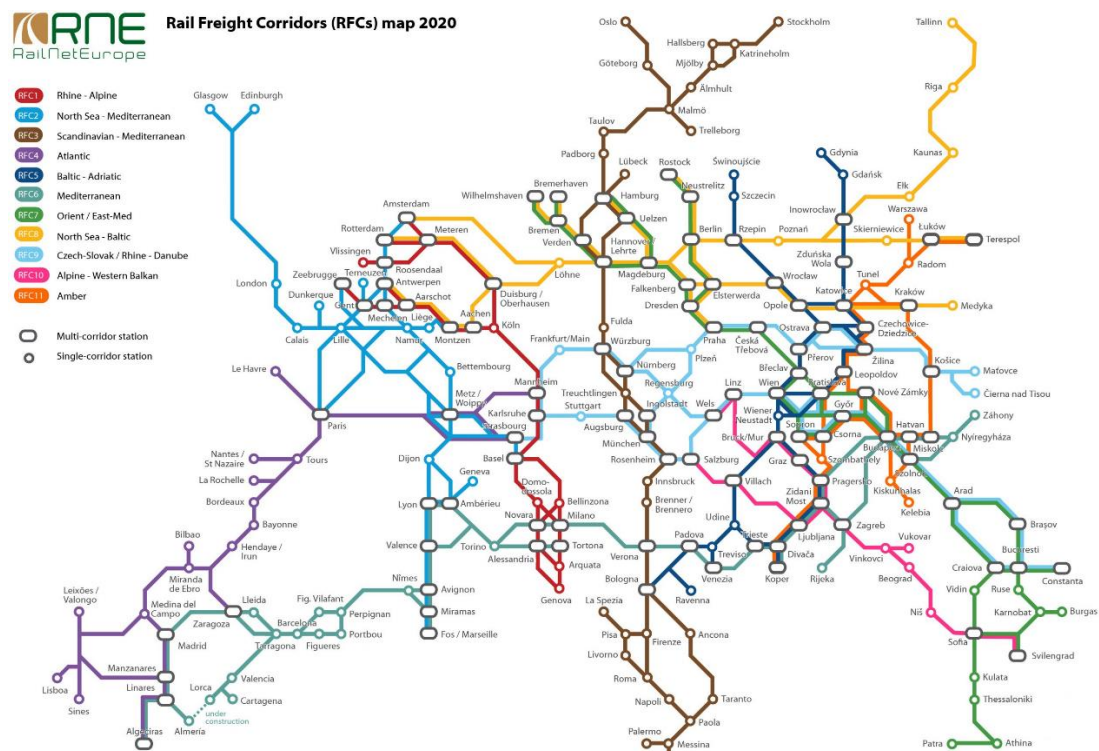 RNE
RailNetEurope
Rail Freight Corridors (RFCs) map 2020
RFC1 Rhine - Alpine
RFC2 North Sea - Mediterranean
RFC3 Scandinavian - Mediterranean
RFC4 Atlantic
RFC5 Baltic - Adriatic
RFC6 Mediterranean
RFC7 Orient / East-Med
RFC8 North Sea - Baltic
RFC9 Czech-Slovak / Rhine - Danube
RFC10 Alpine - Western Balkan
RFC11 Amber
Multi-corridor station
Single-corridor station
Glasgow
Edinburgh
Oslo
Stockholm
Hallsberg
Katrineholm
Göteborg
Mjölby
Älmhult
Malmö
Trelleborg
Taulov
Padborg
Lübeck
Tallinn
Riga
Kaunas
Elk
Warszawa
Gdynia
Gdańsk
Świnoujście
Szczecin
Rostock
Neustrelitz
Inowrocław
Bremerhaven
Wilhelmshaven
Hamburg
Uelzen
Bremen
Verden
Hannover /
Lehrte
Berlin
Rzepin
Poznań
Skierniewice
Łuków
Terespol
Amsterdam
Rotterdam
Meteren
Vlissingen
Roosendaal
Löhne
Magdeburg
Zduńska
Wola
Radom
Tunel
Zeebrugge
Terneuzen
Antwerpen
Aarschot
Duisburg /
Oberhausen
Falkenberg
Elsterwerda
Wrocław
Katowice
Kraków
Medyka
London
Dunkerque
Gent
Mechelen
Liège
Aachen
Dresden
Opole
Calais
Lille
Namur
Montzen
Köln
Fulda
Praha
Česká
Třebová
Ostrava
Czechowice-
Dziedzice
Frankfurt/Main
Würzburg
Plzeň
Přerov
Žilina
Košice
Maťovce
Čierna nad Tisou
Le Havre
Bettembourg
Mannheim
Nürnberg
Břeclav
Leopoldov
Metz /
Woippy
Treuchtlingen
Regensburg
Linz
Wien
Bratislava
Nové Zámky
Karlsruhe
Stuttgart
Ingolstadt
Wels
Wiener
Neustadt
Györ
Záhony
Paris
Strasbourg
Augsburg
Sopron
Csorna
Hatvan
Nyíregyháza
München
Bruck/Mur
Budapest
Miskolc
Nantes /
St Nazaire
Tours
Dijon
Basel
Rosenheim
Salzburg
Graz
Szombathely
Szolnok
La Rochelle
Geneva
Domo-
dossola
Innsbruck
Villach
Pragersko
Kiskunhalas
Arad
Bordeaux
Lyon
Ambérieu
Bellinzona
Brenner /
Brennero
Zidani
Most
Kelebia
Bayonne
Novara
Milano
Udine
Zagreb
Brașov
Bilbao
Hendaye /
Irun
Valence
Torino
Alessandria
Tortona
Verona
Padova
Treviso
Trieste
Divača
Ljubljana
Vukovar
Vinkovci
București
Miranda
de Ebro
Nîmes
Arquata
Bologna
Venezia
Koper
Rijeka
Beograd
Craiova
Constanta
Leixões /
Valongo
Medina del
Campo
Lleida
Fig. Vilafant
Avignon
Genova
Ravenna
Vidin
Ruse
Zaragoza
Barcelona
Perpignan
Miramas
La Spezia
Niš
Karnobat
Burgas
Madrid
Tarragona
Figueres
Portbou
Fos / Marseille
Pisa
Firenze
Ancona
Sofia
Svilengrad
Manzanares
Livorno
Lisboa
Sines
Linares
Lorca
Valencia
Cartagena
Roma
Kulata
under
construction
Napoli
Taranto
Thessaloniki
Algeciras
Almería
Paola
Palermo
Messina
Patra
Athina